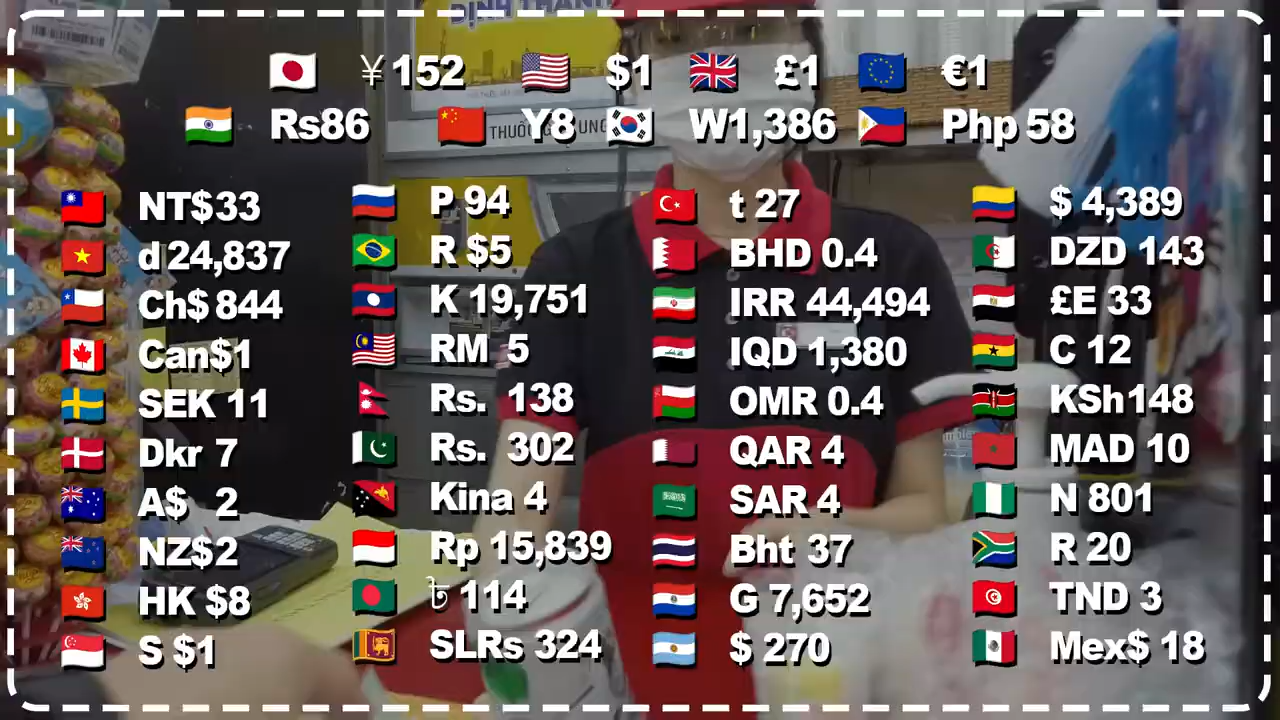 ĐỊNH THÀNH
¥152 $1 £1 €1
Rs86 Y8 W1,386 Php 58
THUỐC
NT$33 P 94 t 27 $ 4,389
d 24,837 R $5 BHD 0.4 DZD 143
Ch$ 844 K 19,751 IRR 44,494 £E 33
Can$1 RM 5 IQD 1,380 C 12
SEK 11 Rs. 138 OMR 0.4 KSh148
Dkr 7 Rs. 302 QAR 4 MAD 10
A$ 2 Kina 4 SAR 4 N 801
NZ$2 Rp 15,839 Bht 37 R 20
HK $8 ৳ 114 G 7,652 TND 3
S $1 SLRs 324 $ 270 Mex$ 18